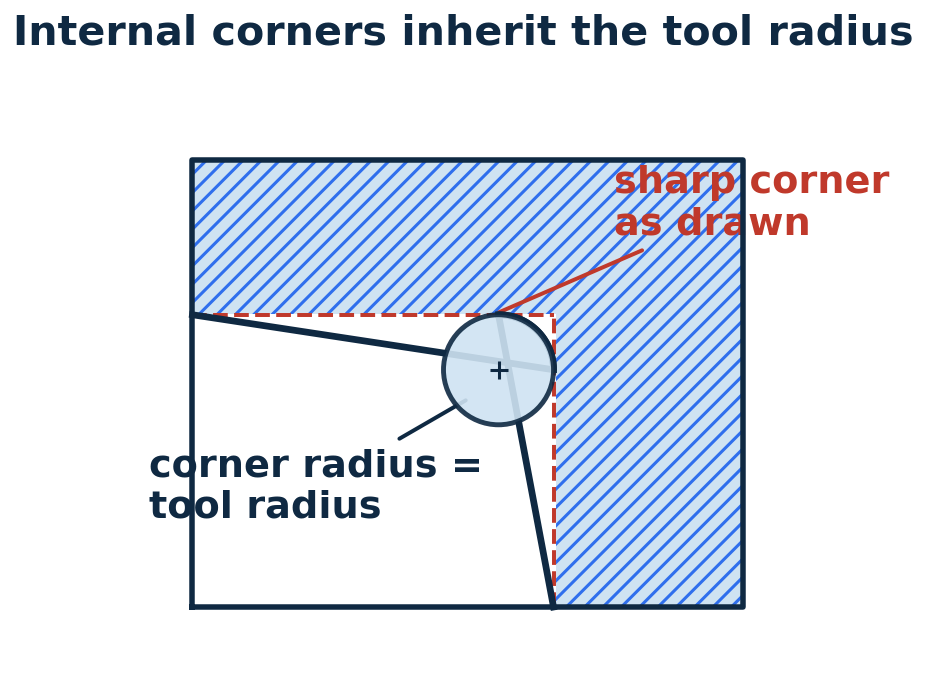 Internal corners inherit the tool radius
sharp corner
as drawn
corner radius =
tool radius